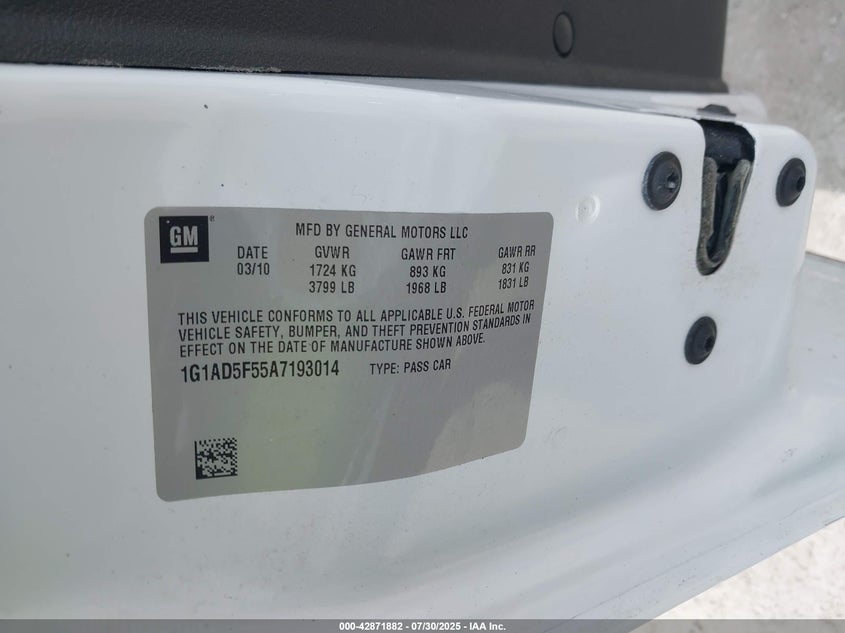 GM ®
MFD BY GENERAL MOTORS LLC
DATE GVWR GAWR FRT GAWR RR
03/10 1724 KG 893 KG 831 KG
3799 LB 1968 LB 1831 LB
THIS VEHICLE CONFORMS TO ALL APPLICABLE U.S. FEDERAL MOTOR
VEHICLE SAFETY, BUMPER, AND THEFT PREVENTION STANDARDS IN
EFFECT ON THE DATE OF MANUFACTURE SHOWN ABOVE.
1G1AD5F55A7193014 TYPE: PASS CAR
000-42871882 - 07/30/2025 - IAA Inc.